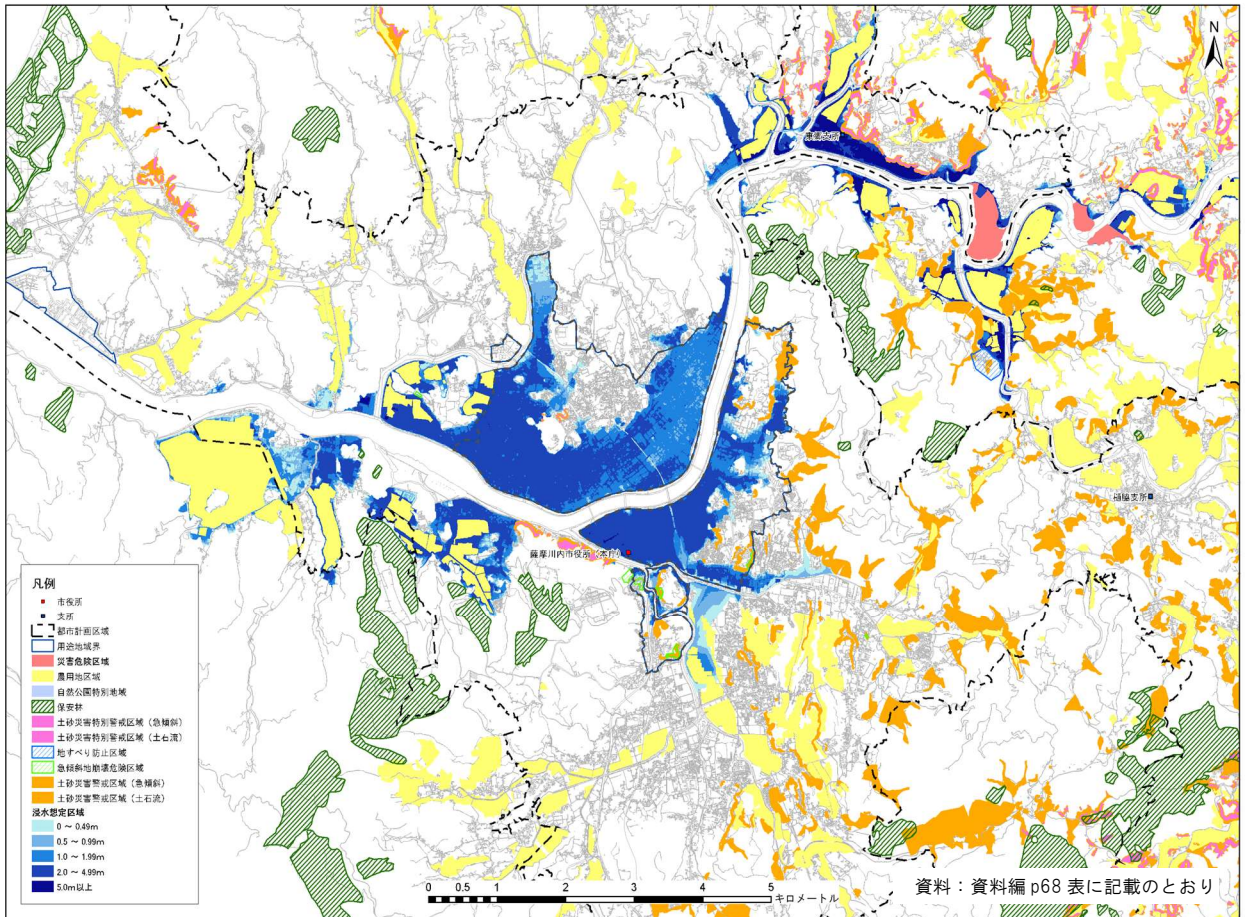 N
東郷支所
樋脇支所
薩摩川内市役所(本庁)
凡例
市役所
支所
都市計画区域
用途地域界
災害危険区域
農用地区域
自然公園特別地域
保安林
土砂災害特別警戒区域(急傾斜)
土砂災害特別警戒区域(土石流)
地すべり防止区域
急傾斜地崩壊危険区域
土砂災害警戒区域(急傾斜)
土砂災害警戒区域(土石流)
浸水想定区域
0 ~ 0.49m
0.5 ~ 0.99m
1.0 ~ 1.99m
2.0 ~ 4.99m
5.0m以上
0 0.5 1 2 3 4 5
キロメートル
資料:資料編 p68 表に記載のとおり